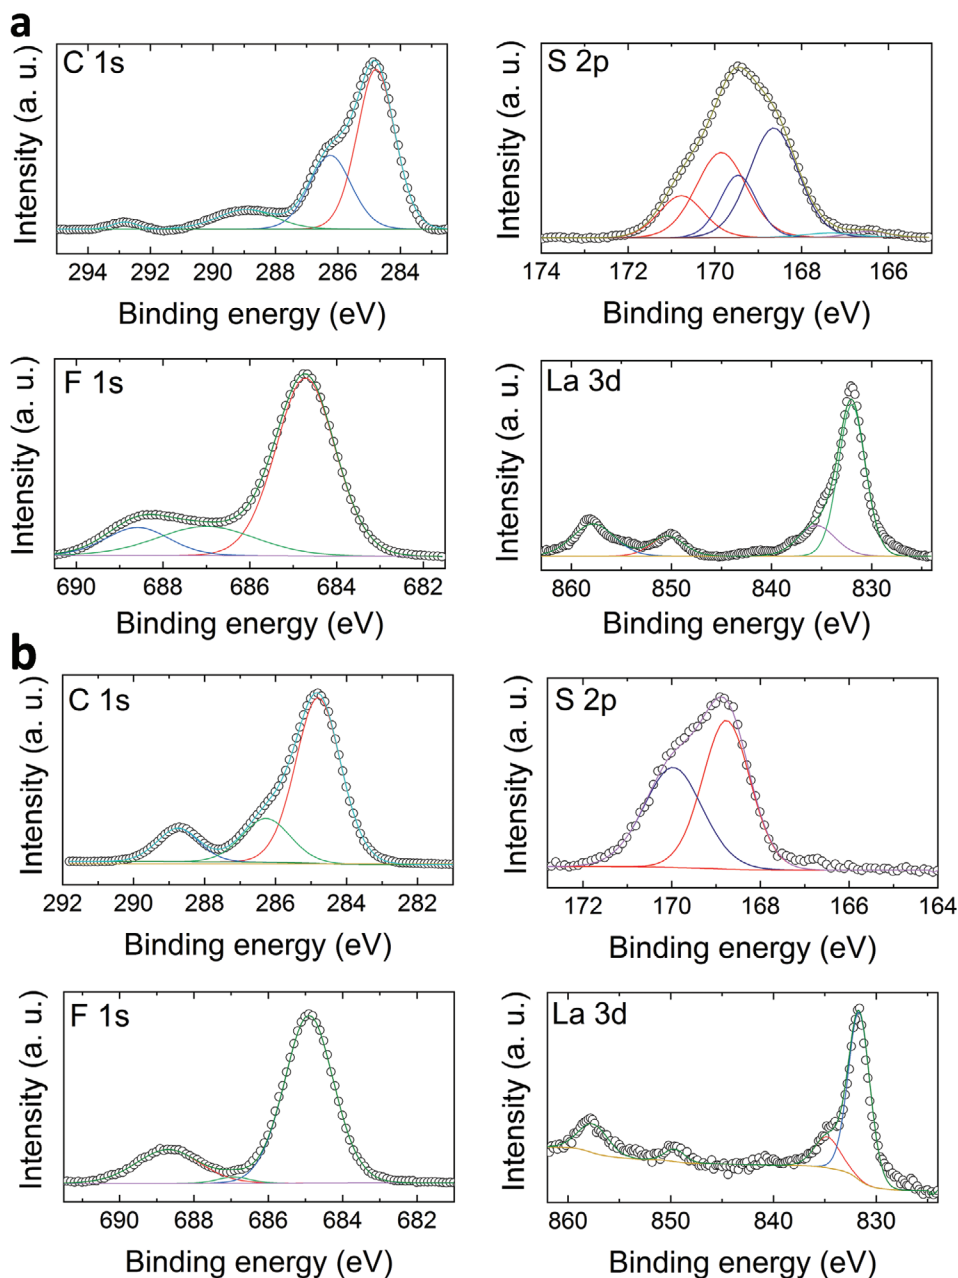 a
C 1s
Intensity (a. u.)
294 292 290 288 286 284
Binding energy (eV)
S 2p
Intensity (a. u.)
174 172 170 168 166
Binding energy (eV)
F 1s
Intensity (a. u.)
690 688 686 684 682
Binding energy (eV)
La 3d
Intensity (a. u.)
860 850 840 830
Binding energy (eV)
b
C 1s
Intensity (a. u.)
292 290 288 286 284 282
Binding energy (eV)
S 2p
Intensity (a. u.)
172 170 168 166 164
Binding energy (eV)
F 1s
Intensity (a. u.)
690 688 686 684 682
Binding energy (eV)
La 3d
Intensity (a. u.)
860 850 840 830
Binding energy (eV)